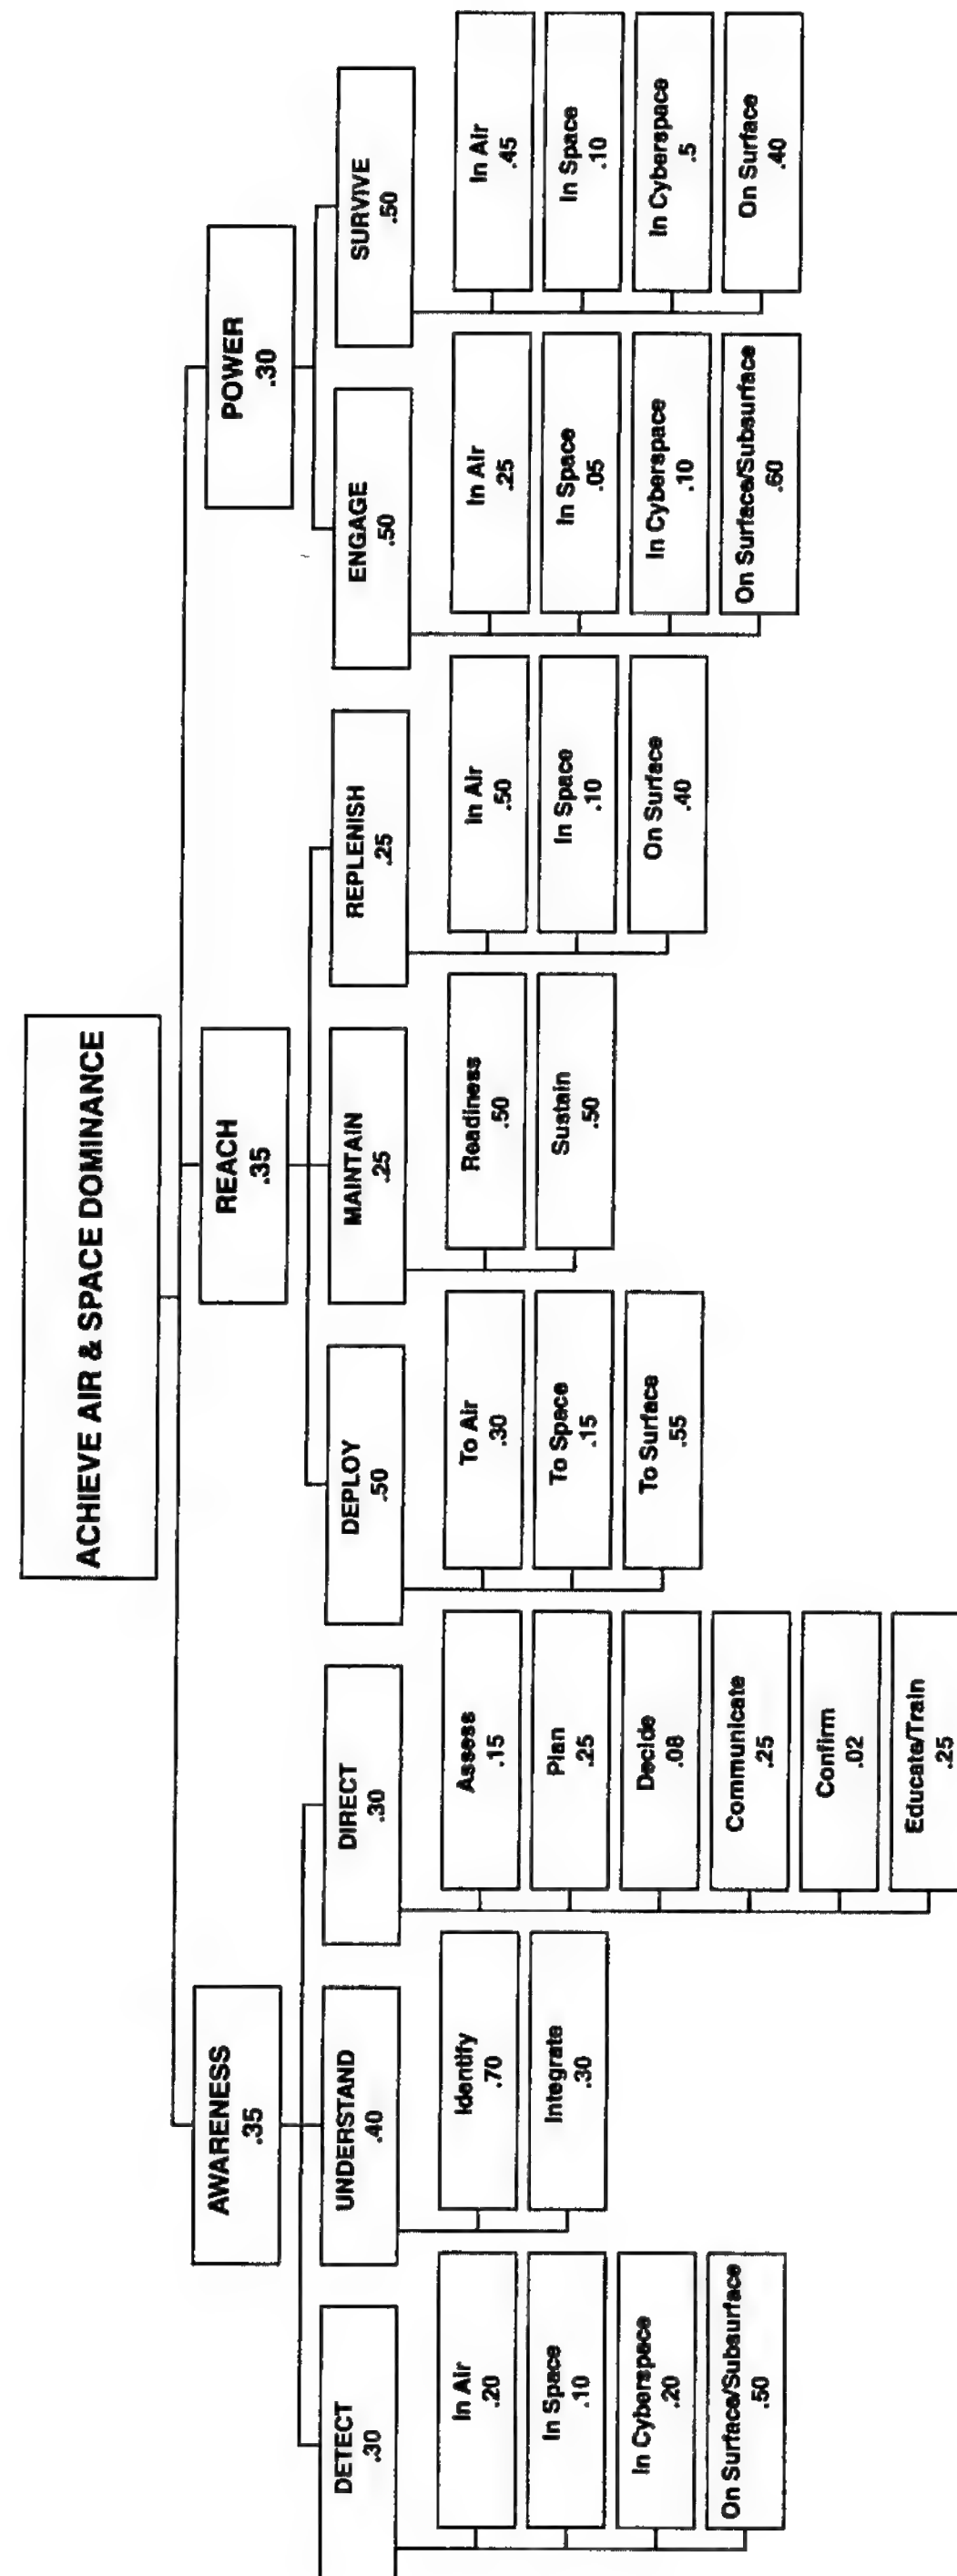 ACHIEVE AIR & SPACE DOMINANCE
AWARENESS
.35
REACH
.35
POWER
.30
DETECT
.30
UNDERSTAND
.40
DIRECT
.30
DEPLOY
.50
MAINTAIN
.25
REPLENISH
.25
ENGAGE
.50
SURVIVE
.50
In Air
.20
In Space
.10
In Cyberspace
.20
On Surface/Subsurface
.50
Identify
.70
Integrate
.30
Assess
.15
Plan
.25
Decide
.08
Communicate
.25
Confirm
.02
Educate/Train
.25
To Air
.30
To Space
.15
To Surface
.55
Readiness
.50
Sustain
.50
In Air
.50
In Space
.10
On Surface
.40
In Air
.25
In Space
.05
In Cyberspace
.10
On Surface/Subsurface
.60
In Air
.45
In Space
.10
In Cyberspace
.5
On Surface
.40